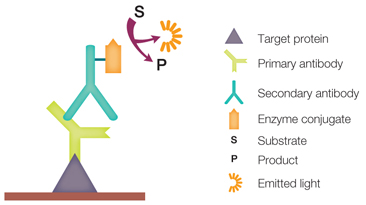 S
P
Target protein
Primary antibody
Secondary antibody
Enzyme conjugate
S Substrate
P Product
Emitted light